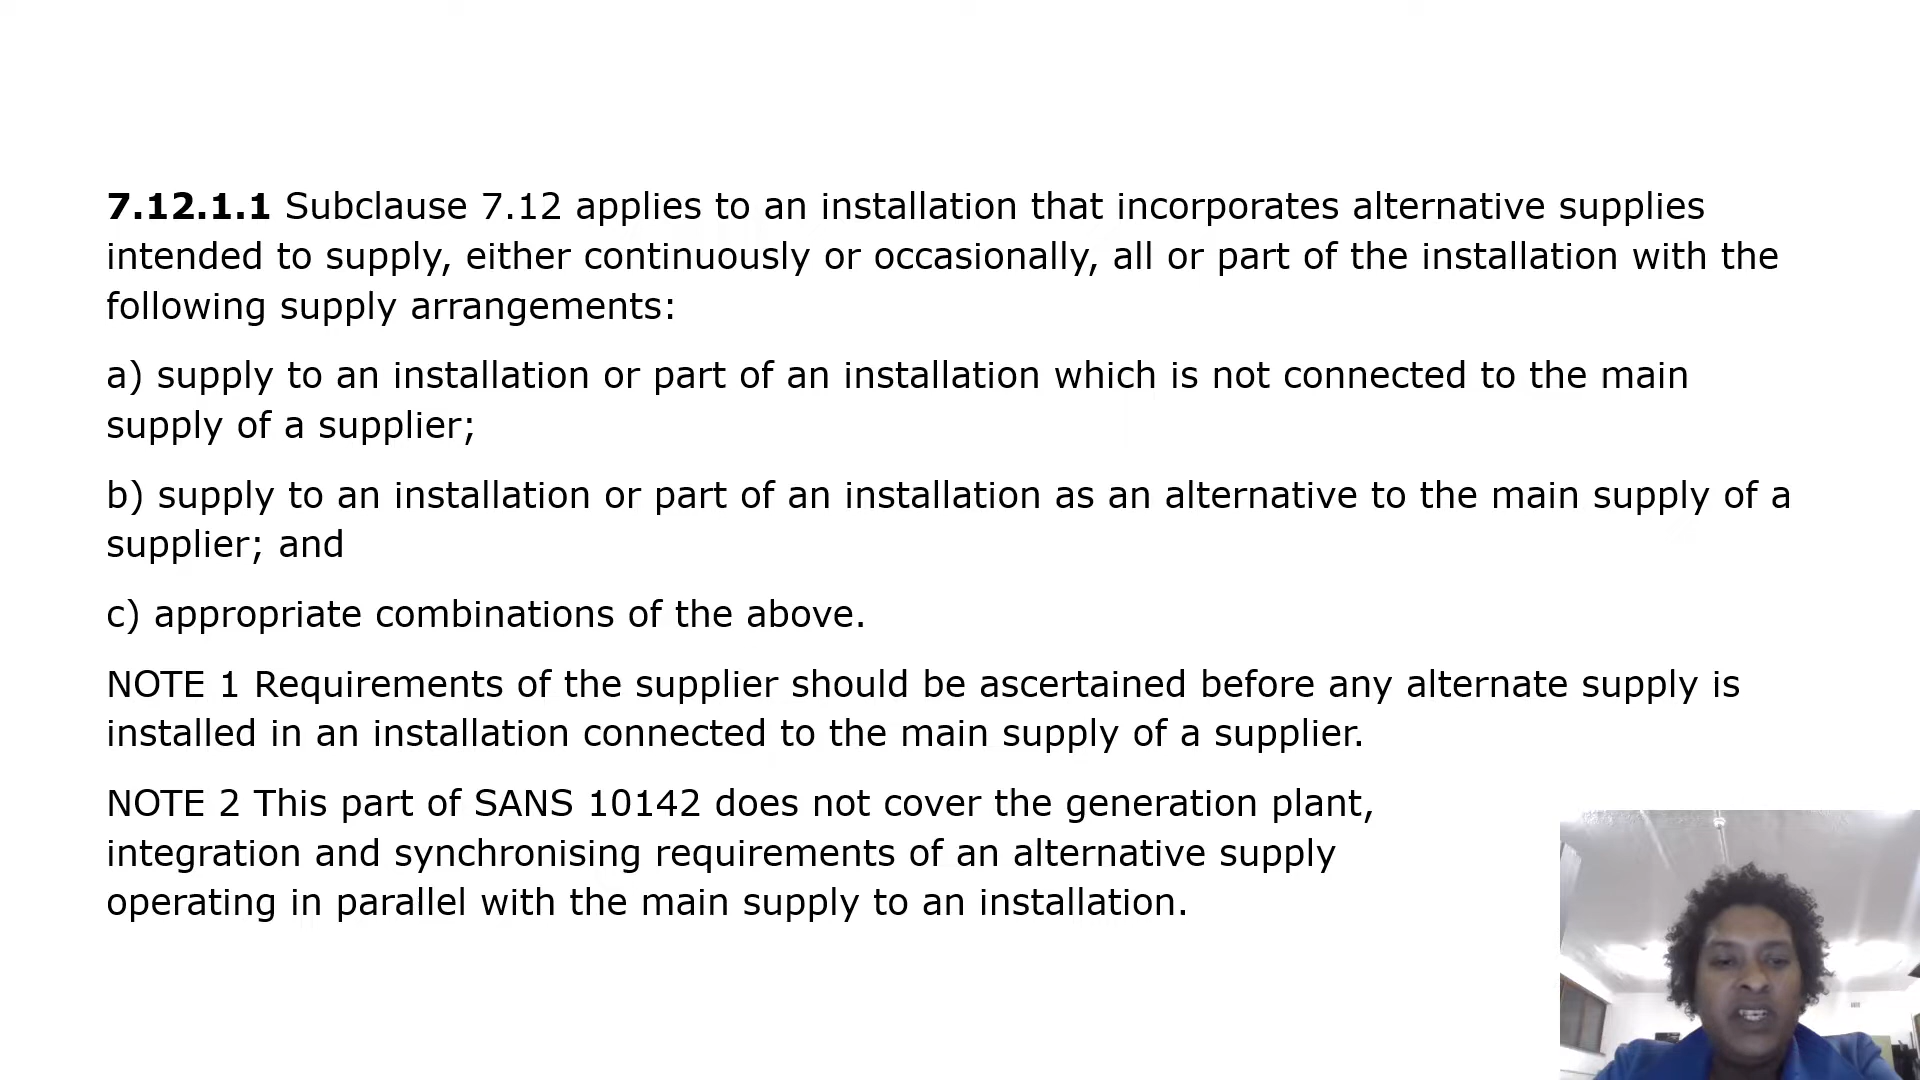 7.12.1.1 Subclause 7.12 applies to an installation that incorporates alternative supplies
intended to supply, either continuously or occasionally, all or part of the installation with the
following supply arrangements:
a) supply to an installation or part of an installation which is not connected to the main
supply of a supplier;
b) supply to an installation or part of an installation as an alternative to the main supply of a
supplier; and
c) appropriate combinations of the above.
NOTE 1 Requirements of the supplier should be ascertained before any alternate supply is
installed in an installation connected to the main supply of a supplier.
NOTE 2 This part of SANS 10142 does not cover the generation plant,
integration and synchronising requirements of an alternative supply
operating in parallel with the main supply to an installation.